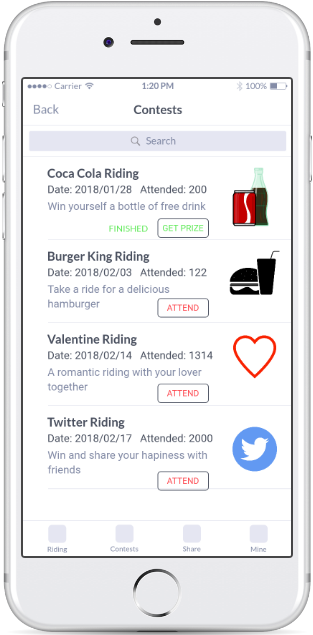 Carrier 1:20 PM 100%
Back Contests
Search
Coca Cola Riding
Date: 2018/01/28 Attended: 200
Win yourself a bottle of free drink
FINISHED GET PRIZE
Burger King Riding
Date: 2018/02/03 Attended: 122
Take a ride for a delicious
hamburger
ATTEND
Valentine Riding
Date: 2018/02/14 Attended: 1314
A romantic riding with your lover
together
ATTEND
Twitter Riding
Date: 2018/02/17 Attended: 2000
Win and share your hapiness with
friends
ATTEND
Riding Contests Share Mine